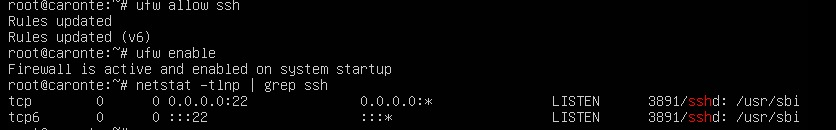 root@caronte:~# ufw allow ssh
Rules updated
Rules updated (v6)
root@caronte:~# ufw enable
Firewall is active and enabled on system startup
root@caronte:~# netstat -tlnp | grep ssh
tcp        0      0 0.0.0.0:22              0.0.0.0:*               LISTEN      3891/sshd: /usr/sbi
tcp6       0      0 :::22                   :::*                    LISTEN      3891/sshd: /usr/sbi